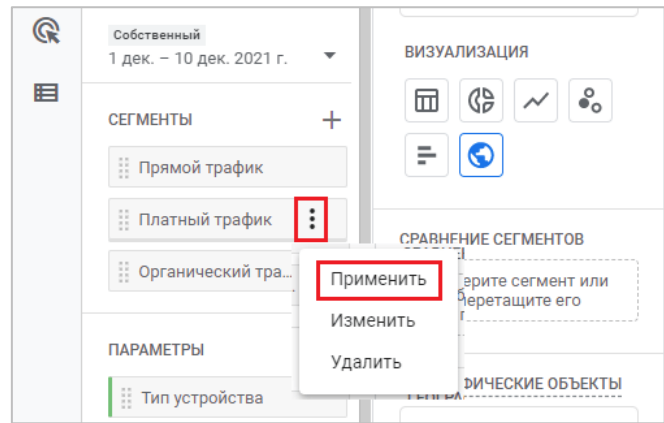 Собственный
1 дек. – 10 дек. 2021 г.
СЕГМЕНТЫ
Прямой трафик
Платный трафик
Органический тра...
Применить
Изменить
Удалить
ПАРАМЕТРЫ
Тип устройства
ВИЗУАЛИЗАЦИЯ
СРАВНЕНИЕ СЕГМЕНТОВ
ерите сегмент или
перетащите его
ФИЧЕСКИЕ ОБЪЕКТЫ